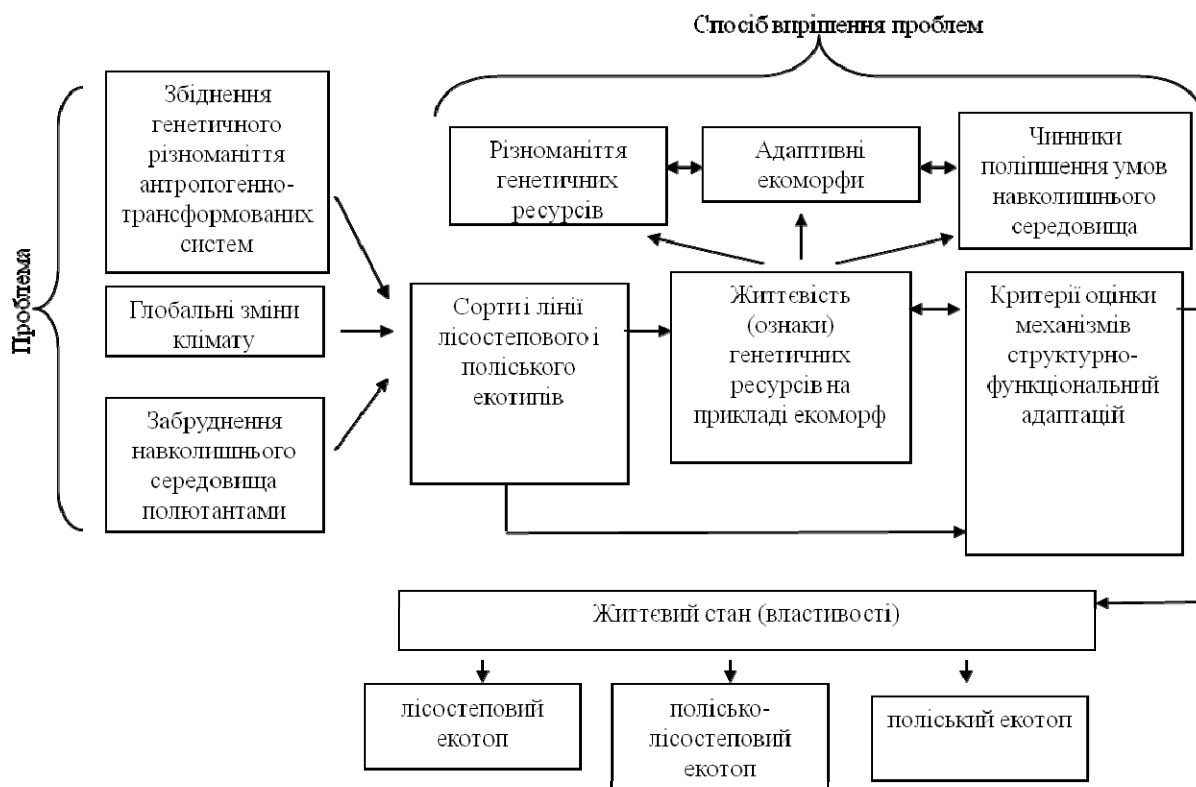 Спосіб впрішення проблем
Проблема
Збіднення
генетичного
різноманіття
антропогенно-
трансформованих
систем
Глобальні зміни
клімату
Забруднення
навколишнього
середовища
полютантами
Різноманіття
генетичних
ресурсів
Адаптивні
екоморфи
Чинники
поліпшення умов
навколишнього
середовища
Сорти і лінії
лісостепового і
поліського
екотипів
Життєвість
(ознаки)
генетичних
ресурсів на
прикладі екоморф
Критерії оцінки
механізмів
структурно-
функціональний
адаптацій
Життєвий стан (властивості)
лісостеповий
екотоп
полісько-
лісостеповий
екотоп
поліський екотоп